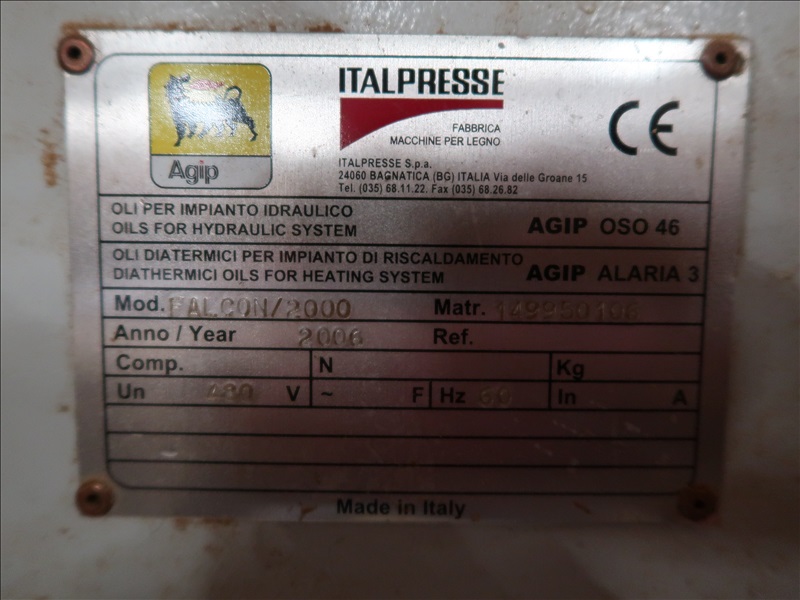 Agip
ITALPRESSE
FABBRICA
MACCHINE PER LEGNO
CE
ITALPRESSE S.p.a.
24060 BAGNATICA (BG) ITALIA Via delle Groane 15
Tel. (035) 68.11.22. Fax (035) 68.26.82
OLI PER IMPIANTO IDRAULICO
OILS FOR HYDRAULIC SYSTEM AGIP OSO 46
OLI DIATERMICI PER IMPIANTO DI RISCALDAMENTO
DIATHERMICI OILS FOR HEATING SYSTEM AGIP ALARIA 3
Mod. FALCON/2000 Matr.
Anno / Year 2006 Ref.
Comp. N Kg
Un 480 V ~ F Hz 60 In A
Made in Italy